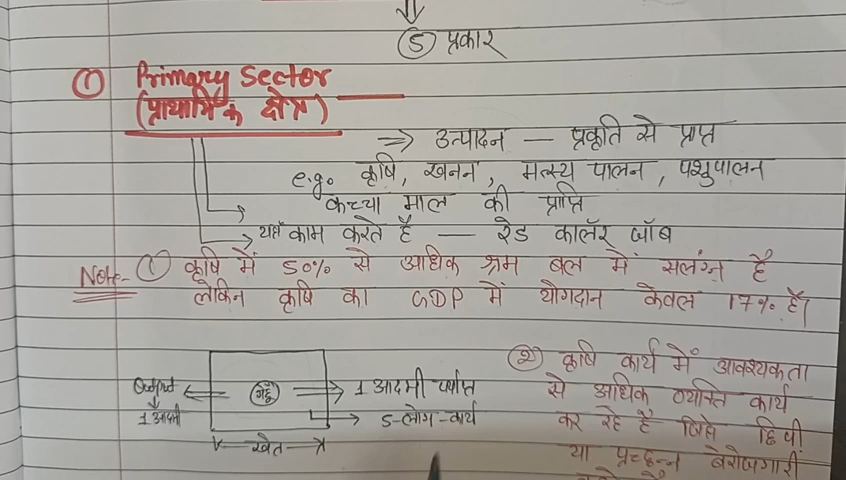 ⑤ प्रकार
① Primary Sector
(प्राथमिक क्षेत्र)
⇒ उत्पादन — प्रकृति से प्राप्त
e.g. कृषि, खनन, मत्स्य पालन, पशुपालन
कच्चा माल की प्राप्ति
यहाँ काम करते है — रेड कॉलर जॉब
Note- ① कृषि में 50% से अधिक श्रम बल में सलंग्न है
लेकिन कृषि का GDP में योगदान केवल 17% है।
Output
↓
1 आदमी
गेहूँ
1 आदमी पर्याप्त
5-लोग-कार्य
खेत
② कृषि कार्य में आवश्यकता
से अधिक व्यक्ति कार्य
कर रहे है जिसे छिपी
या प्रच्छन्न बेरोजगारी